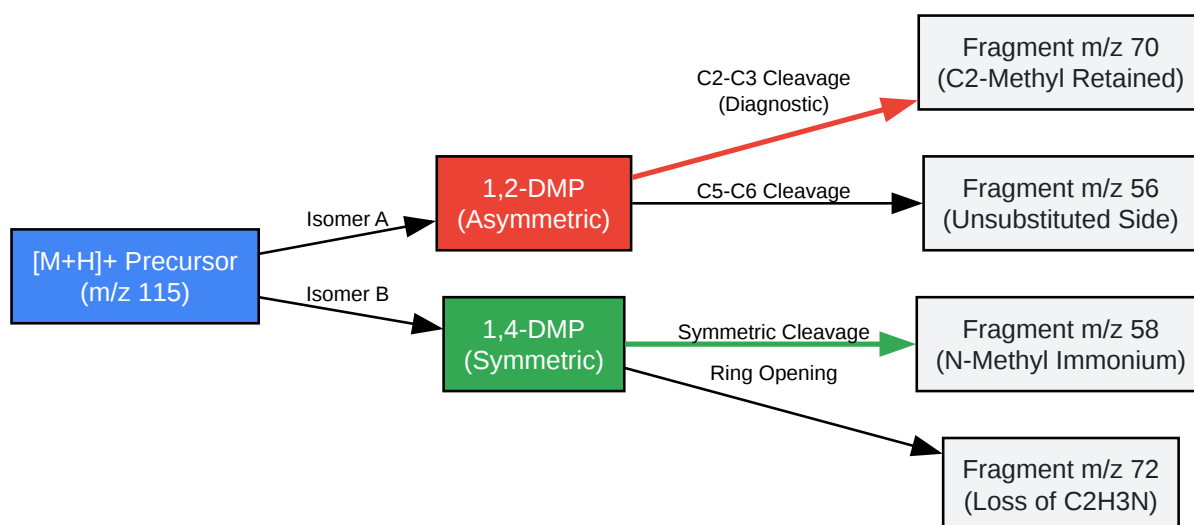 [M+H]+ Precursor
(m/z 115)
Isomer A
Isomer B
1,2-DMP
(Asymmetric)
1,4-DMP
(Symmetric)
C2-C3 Cleavage
(Diagnostic)
C5-C6 Cleavage
Symmetric Cleavage
Ring Opening
Fragment m/z 70
(C2-Methyl Retained)
Fragment m/z 56
(Unsubstituted Side)
Fragment m/z 58
(N-Methyl Immonium)
Fragment m/z 72
(Loss of C2H3N)